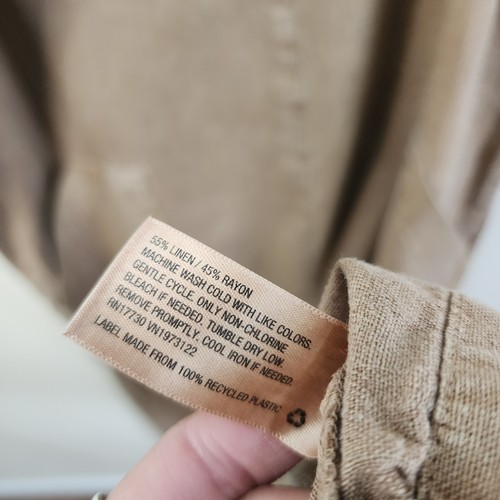 55% LINEN / 45% RAYON
MACHINE WASH COLD WITH LIKE COLORS.
GENTLE CYCLE. ONLY NON-CHLORINE
BLEACH IF NEEDED. TUMBLE DRY LOW.
REMOVE PROMPTLY. COOL IRON IF NEEDED.
RN17730 VN1973122
LABEL MADE FROM 100% RECYCLED PLASTIC